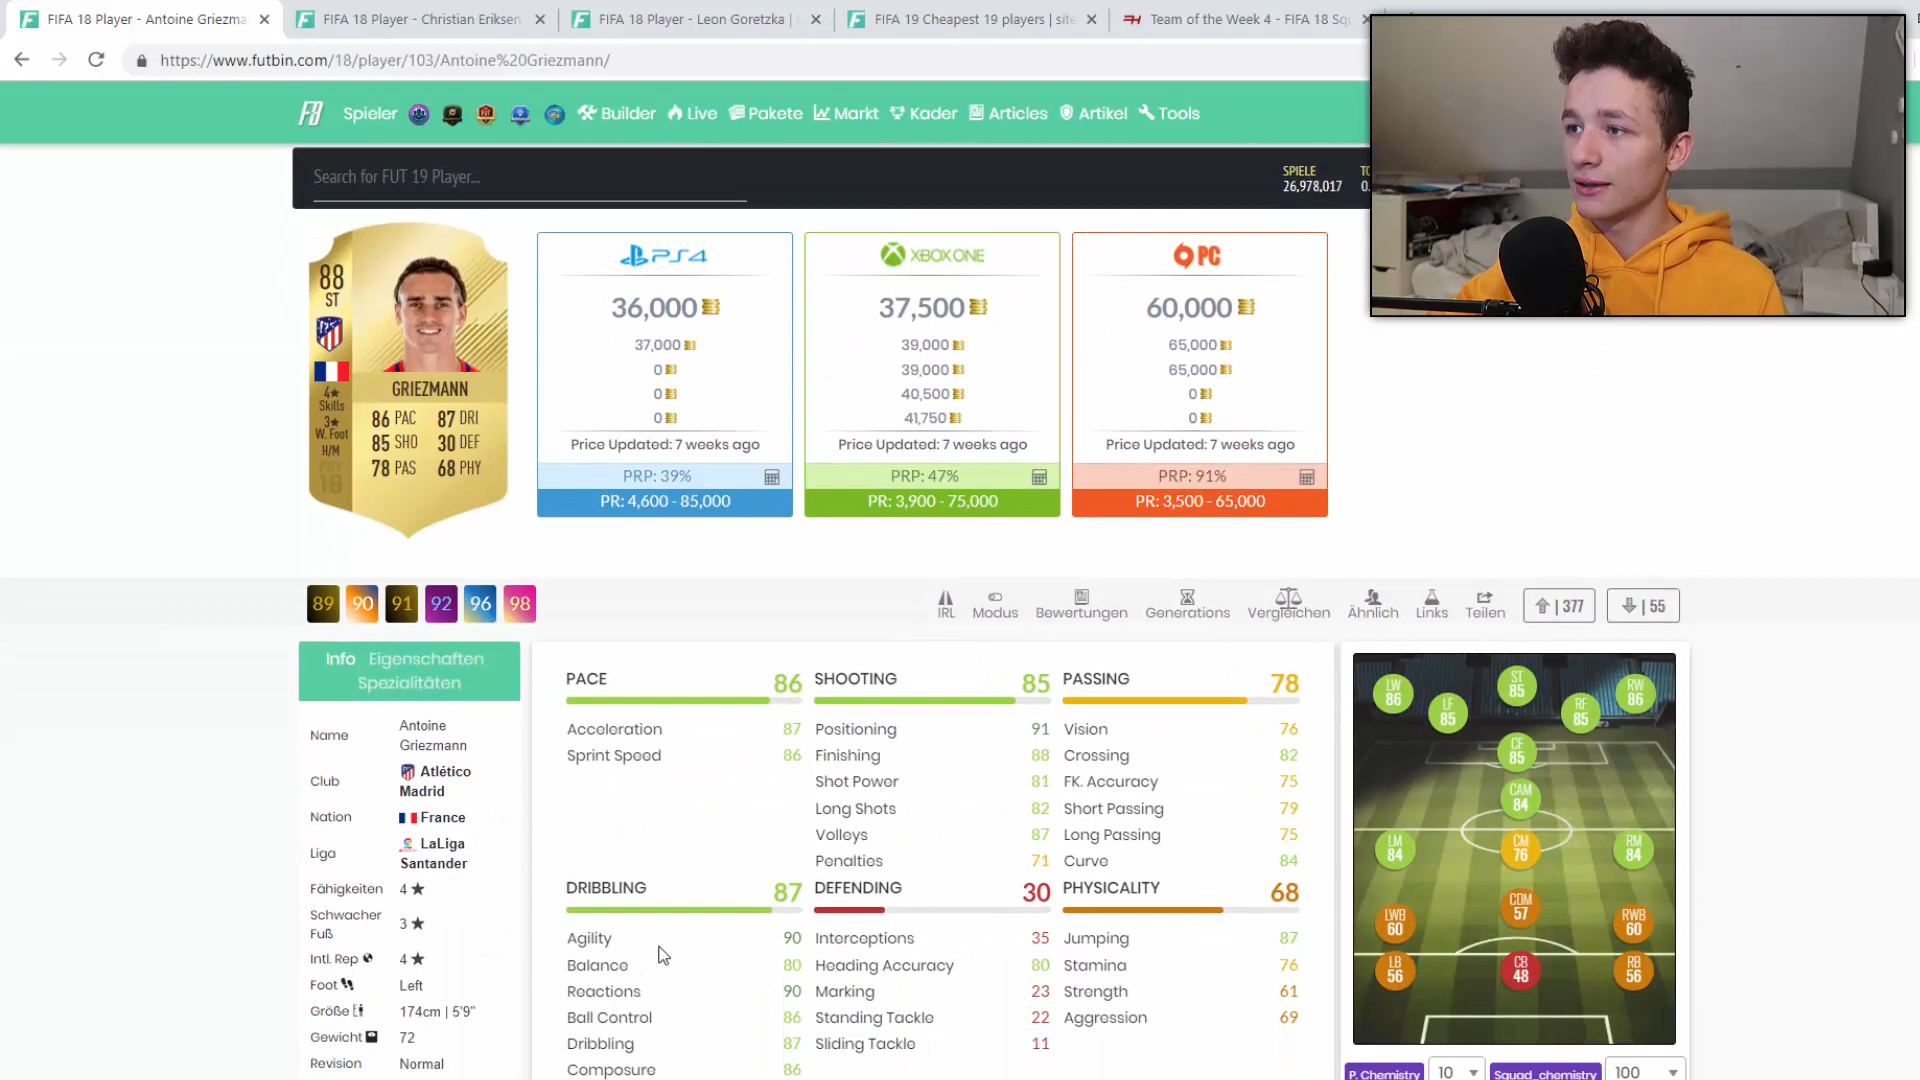 FIFA 18 Player - Antoine Griezma
FIFA 18 Player - Christian Eriksen
FIFA 18 Player - Leon Goretzka |
FIFA 19 Cheapest 19 players | site
Team of the Week 4 - FIFA 18 Squ
https://www.futbin.com/18/player/103/Antoine%20Griezmann/
Spieler Builder Live Pakete Markt Kader Articles Artikel Tools
Search for FUT 19 Player...
SPIELE
26,978,017
88
ST
4★
Skills
3★
W. Foot
H/M
GRIEZMANN
86 PAC 87 DRI
85 SHO 30 DEF
78 PAS 68 PHY
PS4
36,000
37,000
0
0
0
Price Updated: 7 weeks ago
PRP: 39%
PR: 4,600 - 85,000
XBOX ONE
37,500
39,000
39,000
40,500
41,750
Price Updated: 7 weeks ago
PRP: 47%
PR: 3,900 - 75,000
PC
60,000
65,000
65,000
0
0
Price Updated: 7 weeks ago
PRP: 91%
PR: 3,500 - 65,000
89 90 91 92 96 98
IRL Modus Bewertungen Generations Vergleichen Ähnlich Links Teilen | 377 | 55
Info Eigenschaften
Spezialitäten
Name Antoine Griezmann
Club Atlético Madrid
Nation France
Liga LaLiga Santander
Fähigkeiten 4 ★
Schwacher Fuß 3 ★
Intl. Rep 4 ★
Foot Left
Größe 174cm | 5'9"
Gewicht 72
Revision Normal
PACE 86
Acceleration 87
Sprint Speed 86
SHOOTING 85
Positioning 91
Finishing 88
Shot Power 81
Long Shots 82
Volleys 87
Penalties 71
PASSING 78
Vision 76
Crossing 82
FK. Accuracy 75
Short Passing 79
Long Passing 75
Curve 84
DRIBBLING 87
Agility 90
Balance 80
Reactions 90
Ball Control 86
Dribbling 87
Composure 86
DEFENDING 30
Interceptions 35
Heading Accuracy 80
Marking 23
Standing Tackle 22
Sliding Tackle 11
PHYSICALITY 68
Jumping 87
Stamina 76
Strength 61
Aggression 69
LW 86
LF 85
ST 85
RF 85
RW 86
CF 85
CAM 84
LM 84
CM 76
RM 84
CDM 57
LWB 60
RWB 60
LB 56
CB 48
RB 56
P. Chemistry 10 Squad_chemistry 100